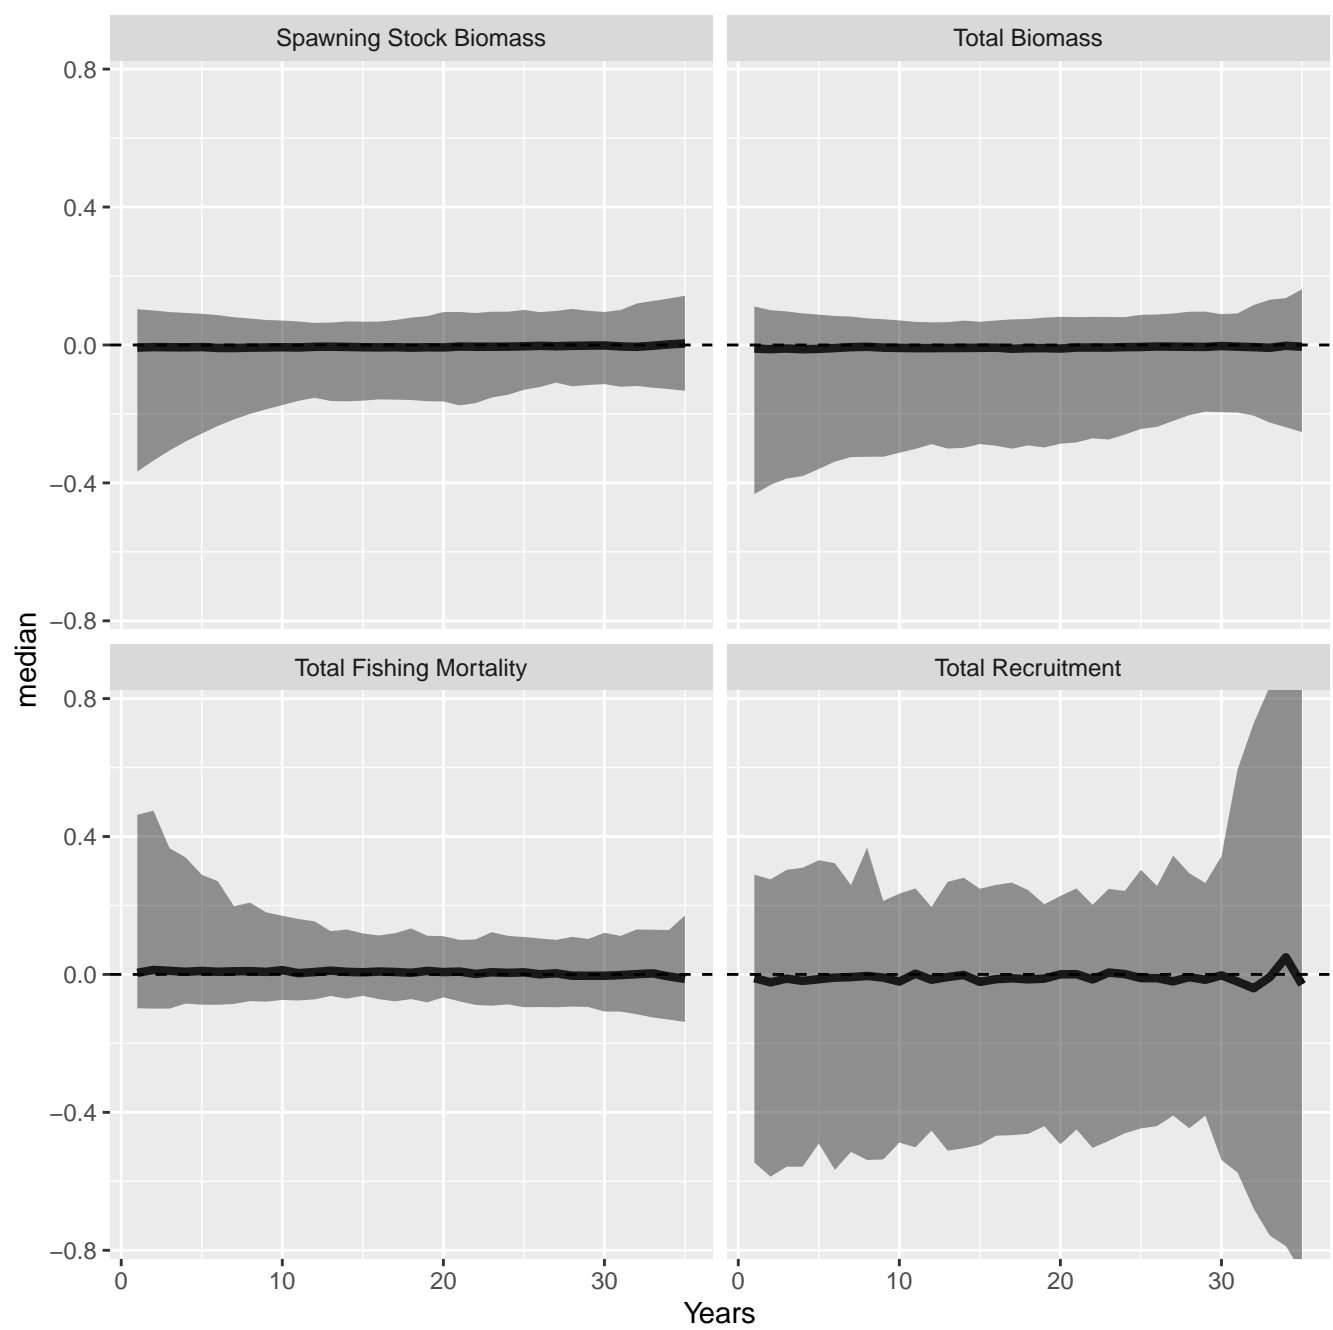 Spawning Stock Biomass
Total Biomass
0.8
0.4
0.0
−0.4
−0.8
median
Total Fishing Mortality
Total Recruitment
0.8
0.4
0.0
−0.4
−0.8
0 10 20 30
0 10 20 30
Years